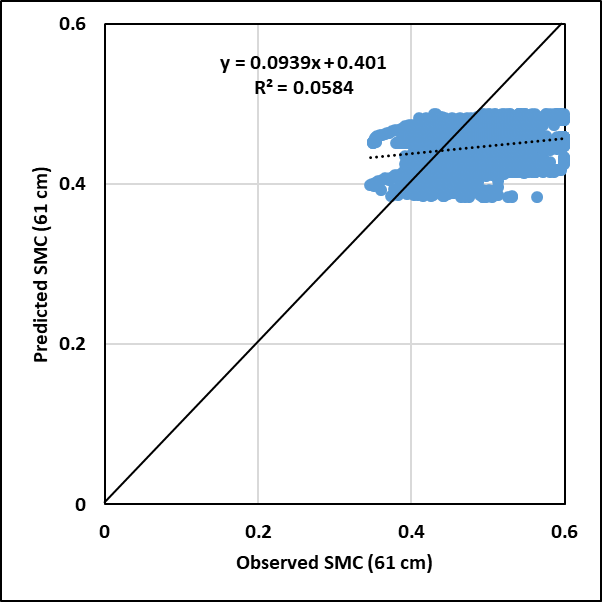 y = 0.0939x + 0.401
R² = 0.0584
0.6
0.4
0.2
0
0
0.2
0.4
0.6
Predicted SMC (61 cm)
Observed SMC (61 cm)